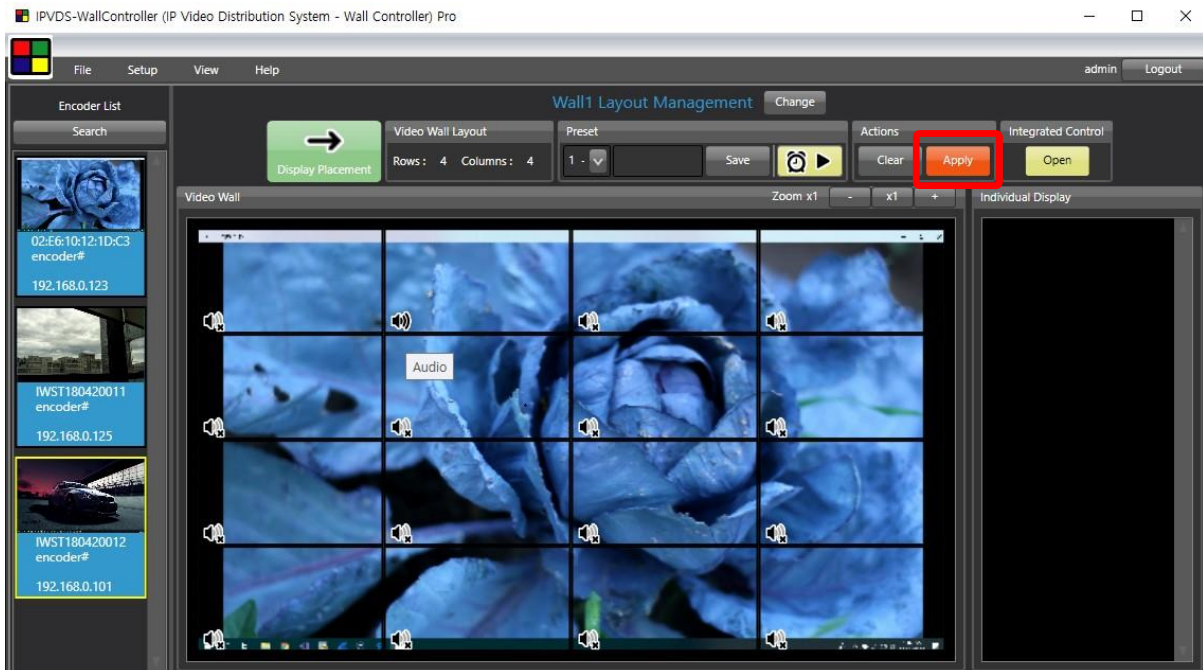 IPVDS-WallController (IP Video Distribution System - Wall Controller) Pro
File Setup View Help
admin Logout
Encoder List
Search
Wall1 Layout Management Change
Display Placement
Video Wall Layout
Rows : 4 Columns : 4
Preset
1 -
Save
Actions
Clear Apply
Integrated Control
Open
02:E6:10:12:1D:C3
encoder#
192.168.0.123
IWST180420011
encoder#
192.168.0.125
IWST180420012
encoder#
192.168.0.101
Video Wall
Zoom x1 - x1 +
Audio
Individual Display